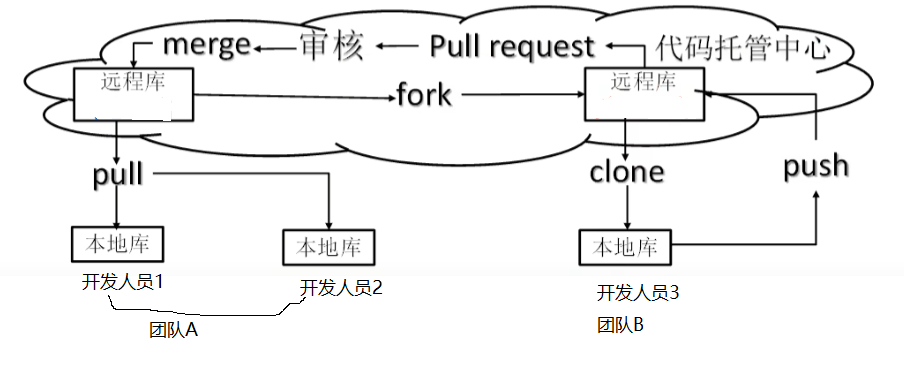 merge 审核 Pull request 代码托管中心
远程库 fork 远程库
pull clone push
本地库 本地库 本地库
开发人员1 开发人员2 开发人员3
团队A 团队B